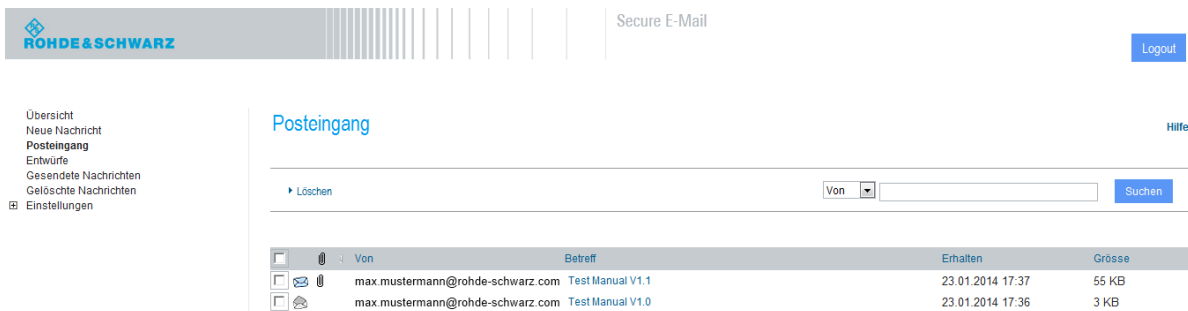 Secure E-Mail
ROHDE&SCHWARZ
Logout
Übersicht
Neue Nachricht
Posteingang
Entwürfe
Gesendete Nachrichten
Gelöschte Nachrichten
Einstellungen
Posteingang
Hilfe
Löschen
Von
Suchen
Von Betreff Erhalten Grösse
max.mustermann@rohde-schwarz.com Test Manual V1.1 23.01.2014 17:37 55 KB
max.mustermann@rohde-schwarz.com Test Manual V1.0 23.01.2014 17:36 3 KB